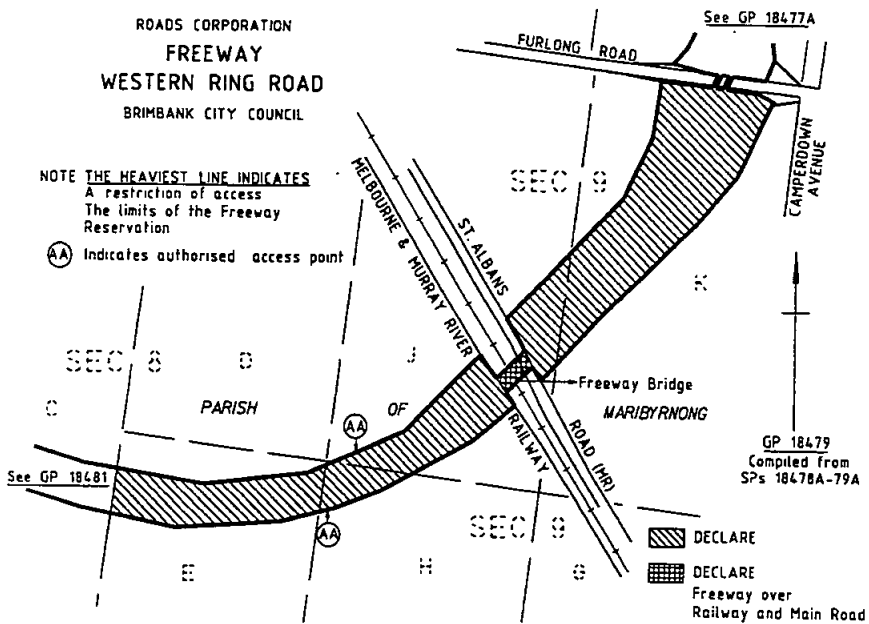 ROADS CORPORATION
FREEWAY
WESTERN RING ROAD
BRIMBANK CITY COUNCIL
See GP 18477A
FURLONG ROAD
CAMPERDOWN
AVENUE
NOTE THE HEAVIEST LINE INDICATES
A restriction of access
The limits of the Freeway
Reservation
AA Indicates authorised access point
MELBOURNE & MURRAY RIVER
RAILWAY
ST. ALBANS
ROAD (MR)
SEC 9
K
SEC 8
D
J
C
PARISH OF MARIBYRNONG
Freeway Bridge
AA
AA
See GP 18481
GP 18479
Compiled from
SPs 18478A-79A
SEC 9
E
H
G
DECLARE
DECLARE
Freeway over
Railway and Main Road